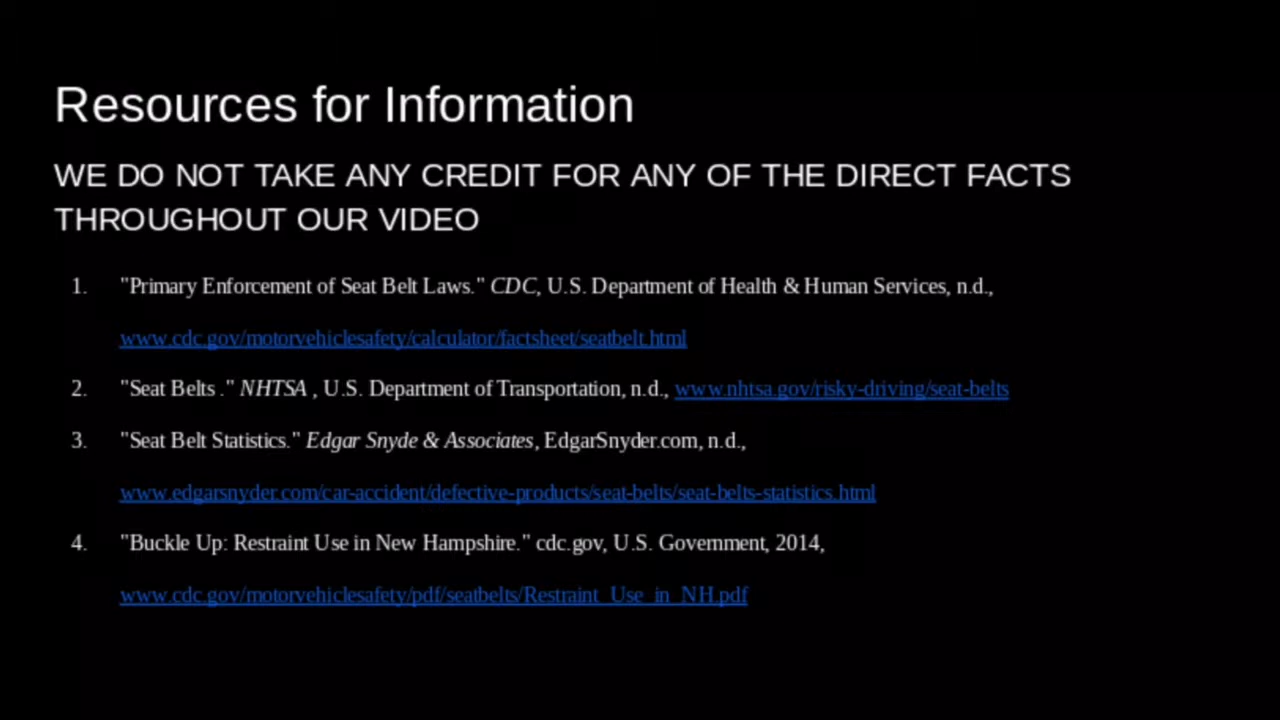 Resources for Information
WE DO NOT TAKE ANY CREDIT FOR ANY OF THE DIRECT FACTS
THROUGHOUT OUR VIDEO
1. "Primary Enforcement of Seat Belt Laws." CDC, U.S. Department of Health & Human Services, n.d.,
www.cdc.gov/motorvehiclesafety/calculator/factsheet/seatbelt.html
2. "Seat Belts ." NHTSA , U.S. Department of Transportation, n.d., www.nhtsa.gov/risky-driving/seat-belts
3. "Seat Belt Statistics." Edgar Snyde & Associates, EdgarSnyder.com, n.d.,
www.edgarsnyder.com/car-accident/defective-products/seat-belts/seat-belts-statistics.html
4. "Buckle Up: Restraint Use in New Hampshire." cdc.gov, U.S. Government, 2014,
www.cdc.gov/motorvehiclesafety/pdf/seatbelts/Restraint_Use_in_NH.pdf